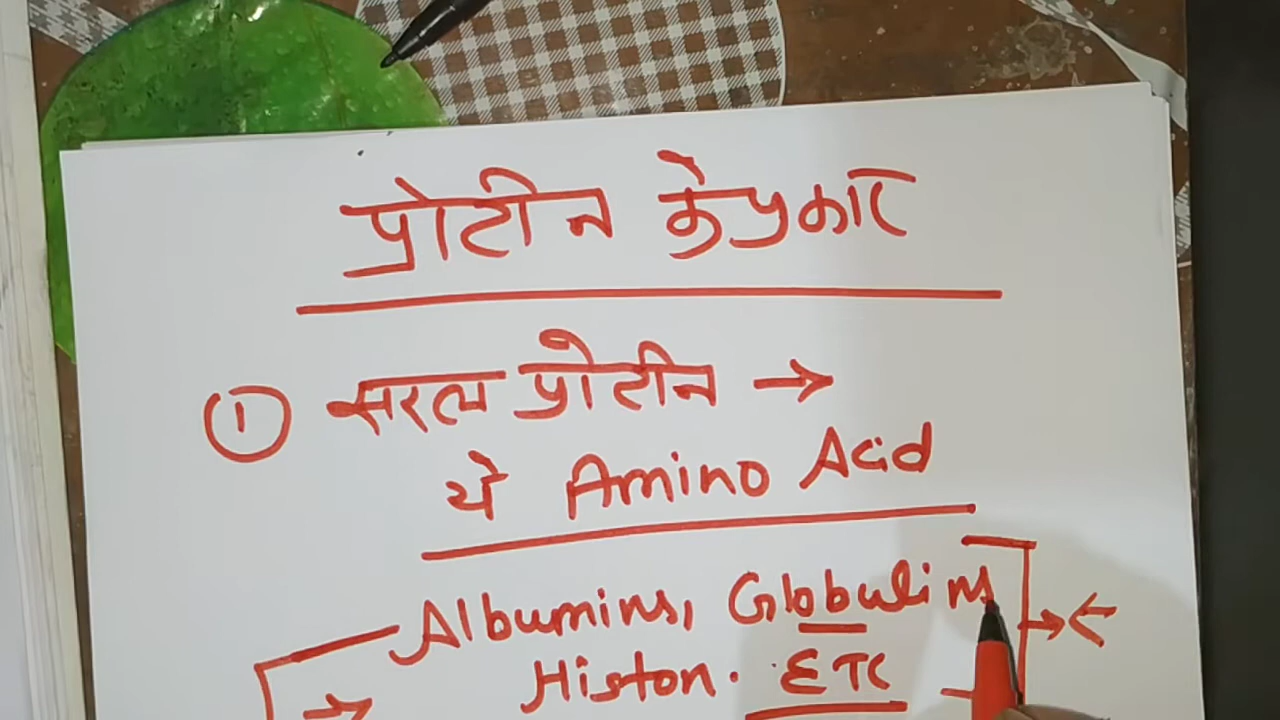 प्रोटीन के प्रकार
① सरल प्रोटीन →
ये Amino Acid
Albumins, Globulins
Histon. ETC